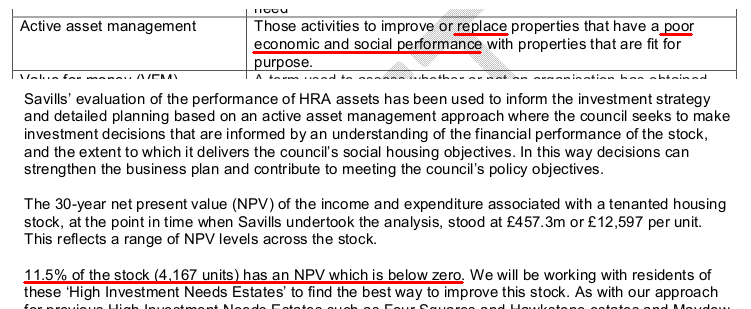 need
Active asset management
Those activities to improve or replace properties that have a poor
economic and social performance with properties that are fit for
purpose.
Value for money (VFM)
A term used to assess whether or not an organisation has obtained
Savills’ evaluation of the performance of HRA assets has been used to inform the investment strategy
and detailed planning based on an active asset management approach where the council seeks to make
investment decisions that are informed by an understanding of the financial performance of the stock,
and the extent to which it delivers the council’s social housing objectives. In this way decisions can
strengthen the business plan and contribute to meeting the council’s policy objectives.
The 30-year net present value (NPV) of the income and expenditure associated with a tenanted housing
stock, at the point in time when Savills undertook the analysis, stood at £457.3m or £12,597 per unit.
This reflects a range of NPV levels across the stock.
11.5% of the stock (4,167 units) has an NPV which is below zero. We will be working with residents of
these ‘High Investment Needs Estates’ to find the best way to improve this stock. As with our approach
for previous High Investment Needs Estates such as Four Squares and Hawkstone estates and Maydew